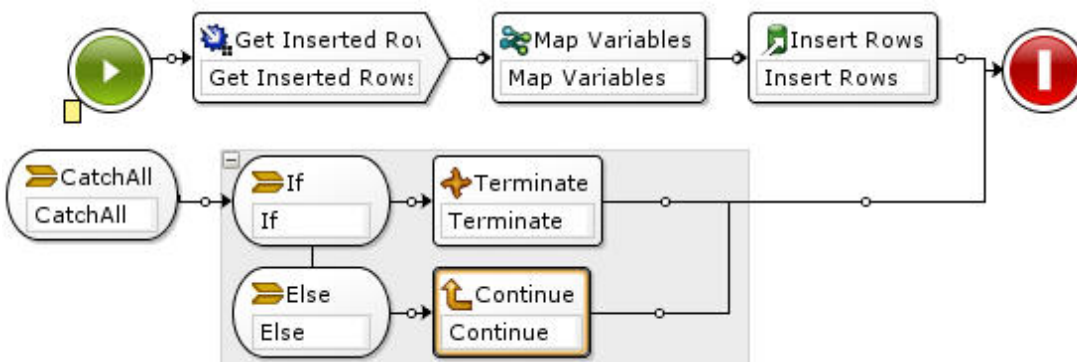 Get Inserted Rov
Get Inserted Rows
Map Variables
Map Variables
Insert Rows
Insert Rows
CatchAll
CatchAll
If
If
Terminate
Terminate
Else
Else
Continue
Continue